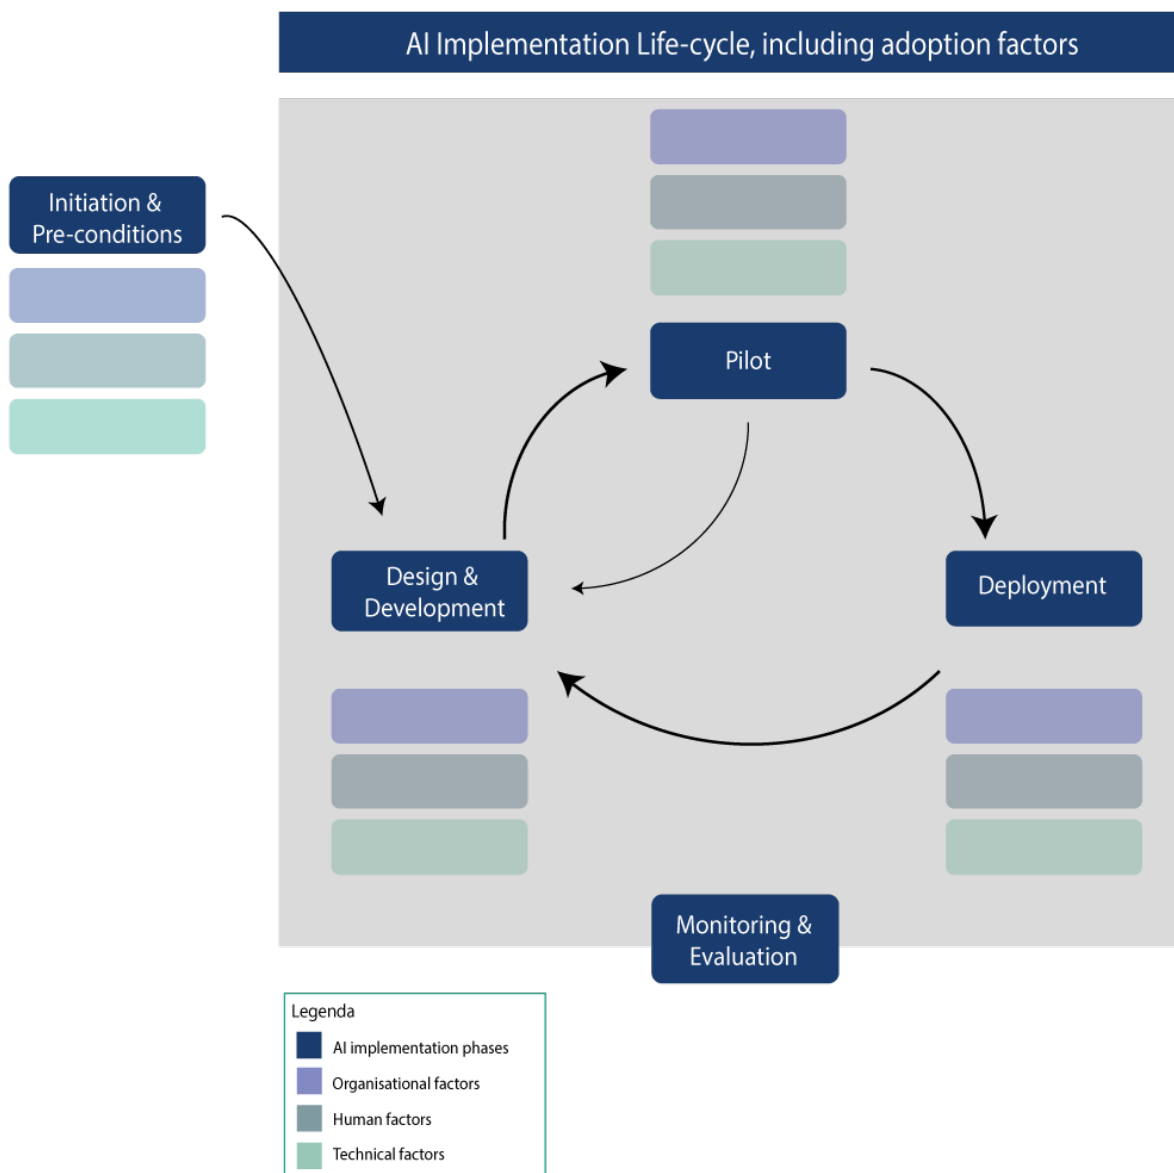 AI Implementation Life-cycle, including adoption factors
Initiation &
Pre-conditions
Pilot
Design &
Development
Deployment
Monitoring &
Evaluation
Legenda
AI implementation phases
Organisational factors
Human factors
Technical factors